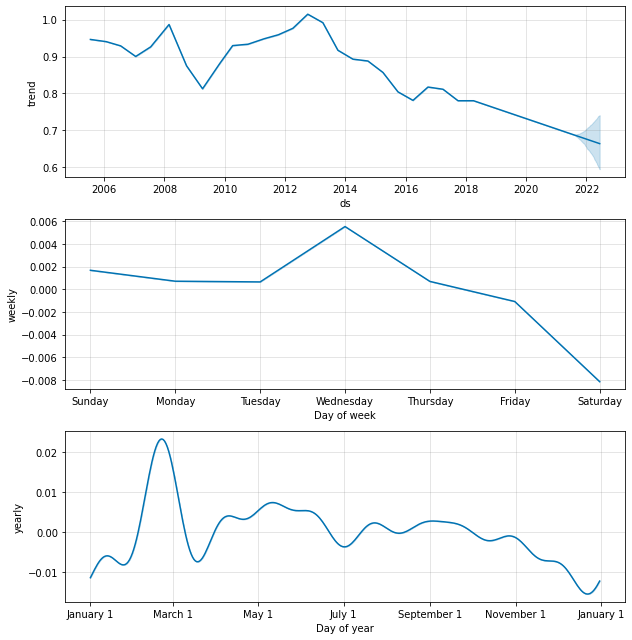 1.0
0.9
0.8
0.7
0.6
trend
2006 2008 2010 2012 2014 2016 2018 2020 2022
ds
0.006
0.004
0.002
0.000
−0.002
−0.004
−0.006
−0.008
weekly
Sunday Monday Tuesday Wednesday Thursday Friday Saturday
Day of week
0.02
0.01
0.00
−0.01
yearly
January 1 March 1 May 1 July 1 September 1 November 1 January 1
Day of year